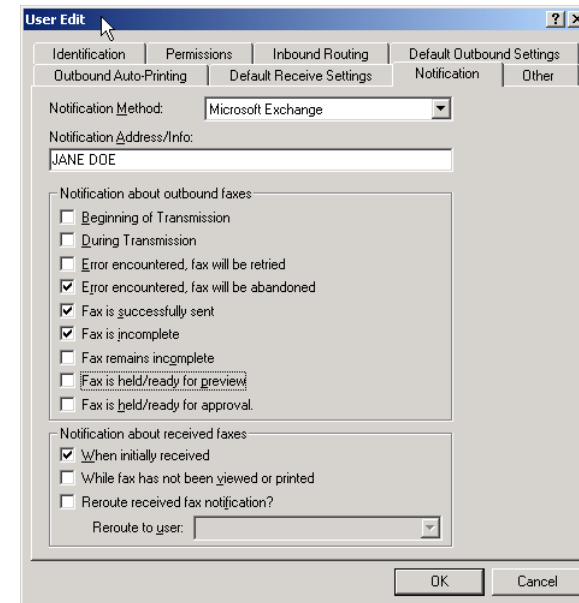 User Edit
Identification Permissions Inbound Routing Default Outbound Settings
Outbound Auto-Printing Default Receive Settings Notification Other
Notification Method: Microsoft Exchange
Notification Address/Info:
JANE DOE
Notification about outbound faxes
Beginning of Transmission
During Transmission
Error encountered, fax will be retried
Error encountered, fax will be abandoned
Fax is successfully sent
Fax is incomplete
Fax remains incomplete
Fax is held/ready for preview
Fax is held/ready for approval.
Notification about received faxes
When initially received
While fax has not been viewed or printed
Reroute received fax notification?
Reroute to user:
OK Cancel